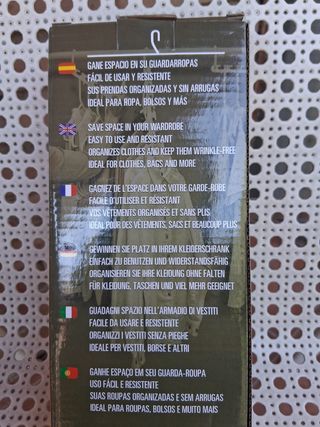 GANE ESPACIO EN SU GUARDARROPAS
FÁCIL DE USAR Y RESISTENTE
SUS PRENDAS ORGANIZADAS Y SIN ARRUGAS
IDEAL PARA ROPA, BOLSOS Y MÁS
SAVE SPACE IN YOUR WARDROBE
EASY TO USE AND RESISTANT
ORGANIZES CLOTHES AND KEEP THEM WRINKLE-FREE
IDEAL FOR CLOTHES, BAGS AND MORE
GAGNEZ DE L'ESPACE DANS VOTRE GARDE-ROBE
FACILE D'UTILISER ET RÉSISTANT
VOS VÊTEMENTS ORGANISÉS ET SANS PLIS
IDÉAL POUR DES VÊTEMENTS, SACS ET BEAUCOUP PLUS
GEWINNEN SIE PLATZ IN IHREM KLEIDERSCHRANK
EINFACH ZU BENUTZEN UND WIDERSTANDSFÄHIG
ORGANISIEREN SIE IHRE KLEIDUNG OHNE FALTEN
FÜR KLEIDUNG, TASCHEN UND VIEL MEHR GEEIGNET
GUADAGNI SPAZIO NELL'ARMADIO DI VESTITI
FACILE DA USARE E RESISTENTE
ORGANIZZI I VESTITI SENZA PIEGHE
IDEALE PER VESTITI, BORSE E ALTRI
GANHE ESPAÇO EM SEU GUARDA-ROUPA
USO FÁCIL E RESISTENTE
SUAS ROUPAS ORGANIZADAS E SEM ARRUGAS
IDEAL PARA ROUPAS, BOLSOS E MUITO MAIS